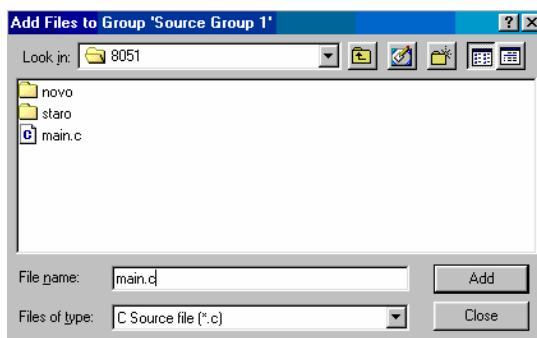 Add Files to Group 'Source Group 1'
Look in: 8051
novo
staro
main.c
File name: main.c Add
Files of type: C Source file (*.c) Close